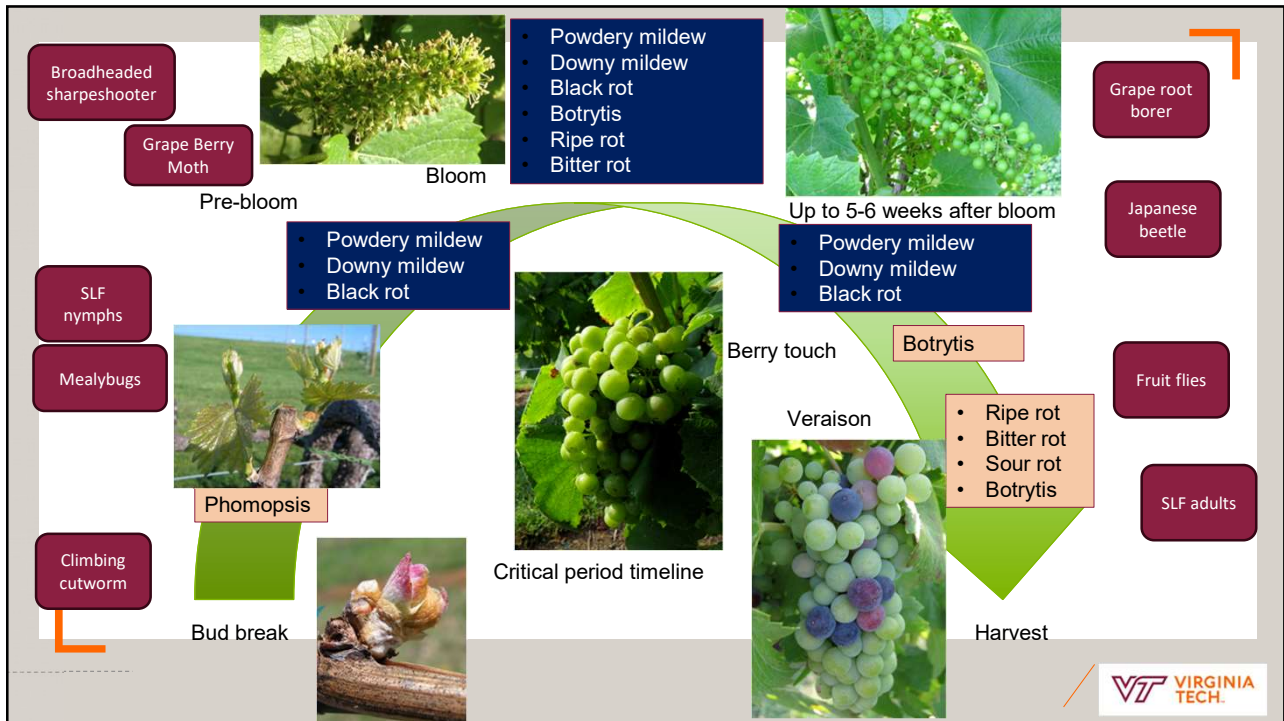 Broadheaded
sharpeshooter
Grape Berry
Moth
Pre-bloom
Bloom
• Powdery mildew
• Downy mildew
• Black rot
• Botrytis
• Ripe rot
• Bitter rot
Up to 5-6 weeks after bloom
Grape root
borer
Japanese
beetle
• Powdery mildew
• Downy mildew
• Black rot
• Powdery mildew
• Downy mildew
• Black rot
SLF
nymphs
Mealybugs
Berry touch
Botrytis
Fruit flies
Veraison
• Ripe rot
• Bitter rot
• Sour rot
• Botrytis
SLF adults
Phomopsis
Climbing
cutworm
Critical period timeline
Bud break
Harvest
VT VIRGINIA
TECH